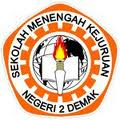 SEKOLAH MENENGAH KEJURUAN
NEGERI 2 DEMAK